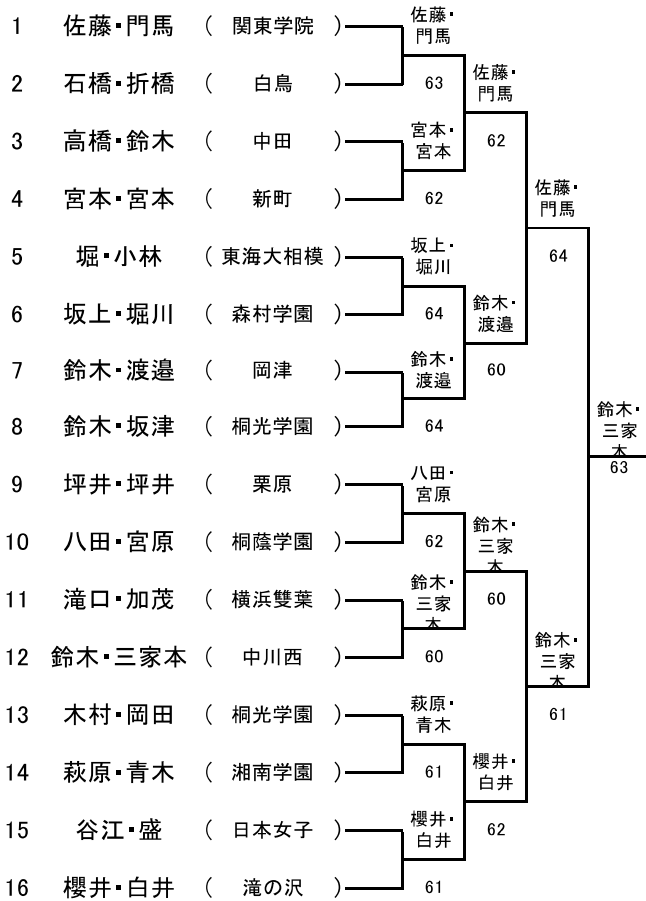 1 佐藤・門馬 ( 関東学院 )
2 石橋・折橋 ( 白鳥 )
3 高橋・鈴木 ( 中田 )
4 宮本・宮本 ( 新町 )
5 堀・小林 ( 東海大相模 )
6 坂上・堀川 ( 森村学園 )
7 鈴木・渡邉 ( 岡津 )
8 鈴木・坂津 ( 桐光学園 )
9 坪井・坪井 ( 栗原 )
10 八田・宮原 ( 桐蔭学園 )
11 滝口・加茂 ( 横浜雙葉 )
12 鈴木・三家本 ( 中川西 )
13 木村・岡田 ( 桐光学園 )
14 萩原・青木 ( 湘南学園 )
15 谷江・盛 ( 日本女子 )
16 櫻井・白井 ( 滝の沢 )
佐藤・
門馬
63
宮本・
宮本
62
坂上・
堀川
64
鈴木・
渡邉
64
八田・
宮原
62
鈴木・
三家
本
60
萩原・
青木
61
櫻井・
白井
61
佐藤・
門馬
62
鈴木・
渡邉
60
鈴木・
三家
本
60
櫻井・
白井
62
佐藤・
門馬
64
鈴木・
三家
本
61
鈴木・
三家
本
63